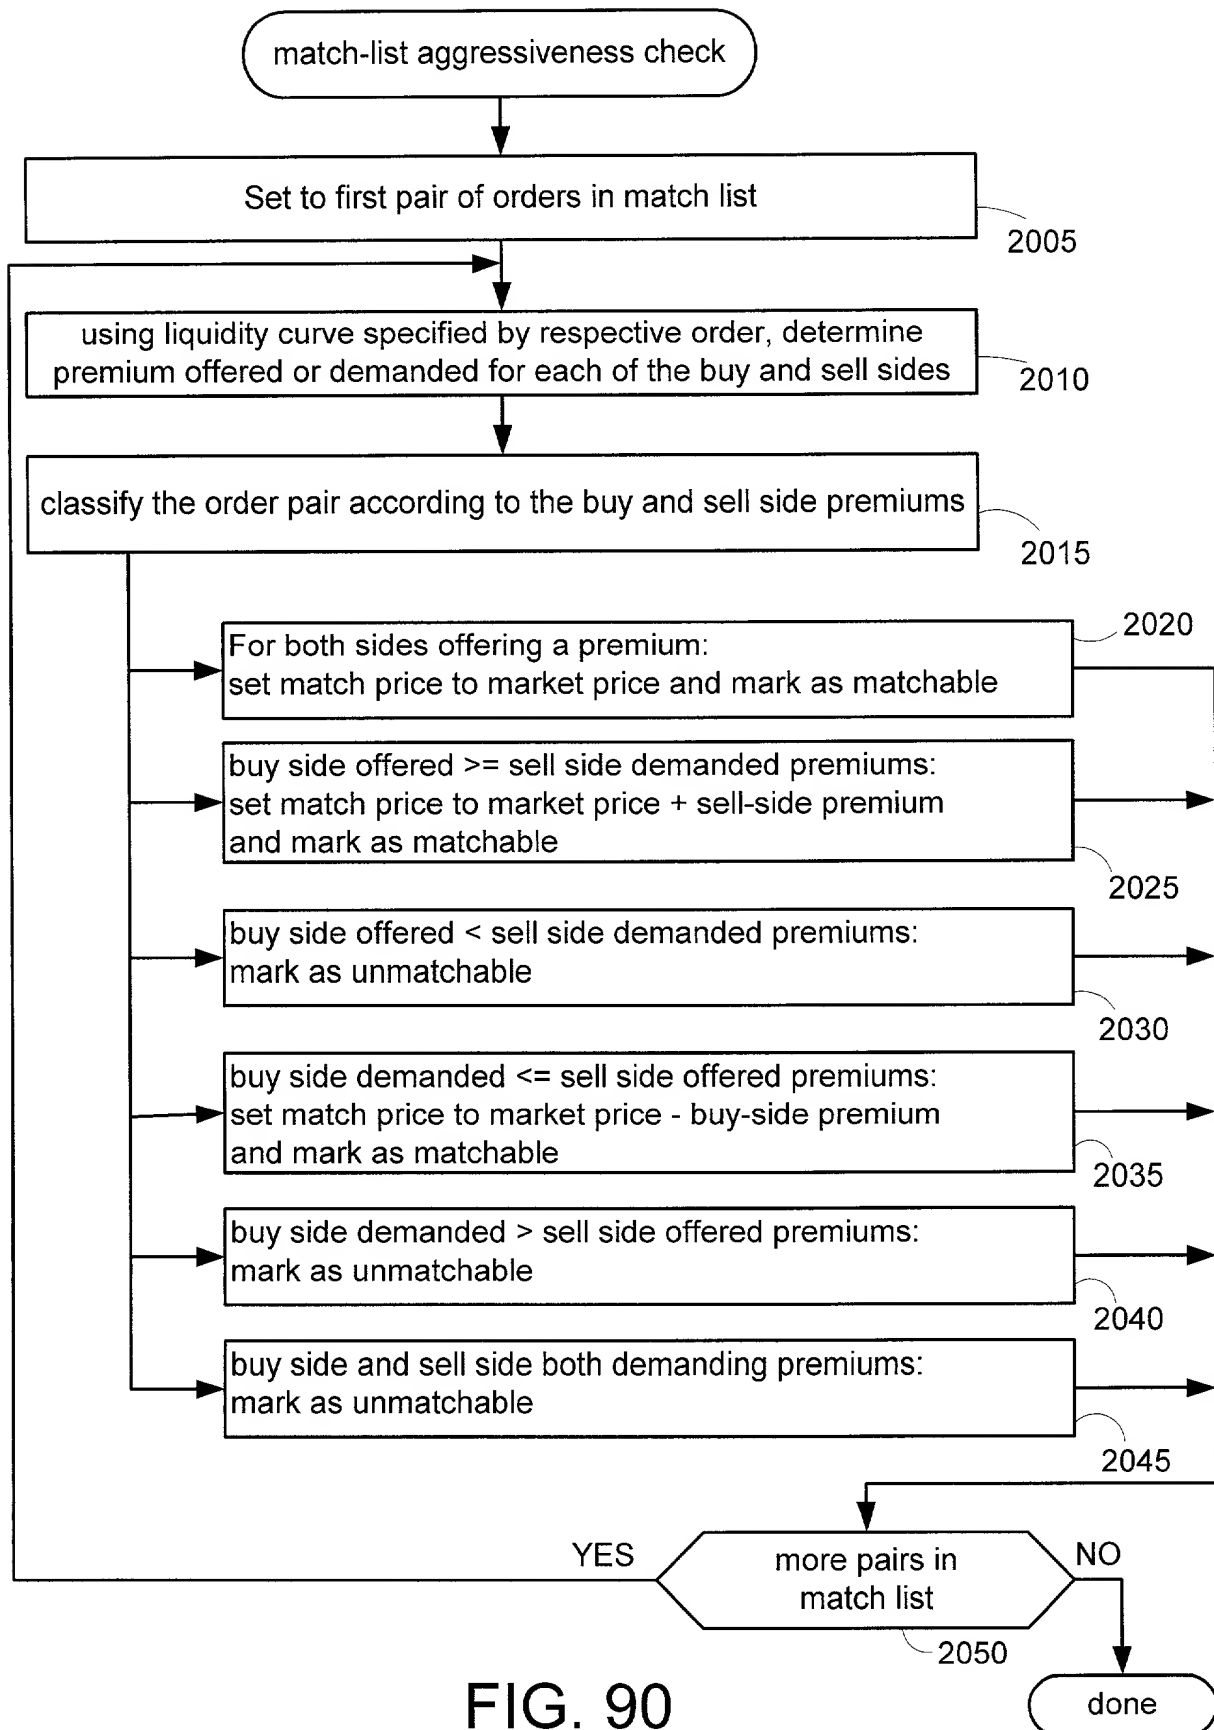 match-list aggressiveness check
Set to first pair of orders in match list
2005
using liquidity curve specified by respective order, determine
premium offered or demanded for each of the buy and sell sides
2010
classify the order pair according to the buy and sell side premiums
2015
2020
For both sides offering a premium:
set match price to market price and mark as matchable
buy side offered >= sell side demanded premiums:
set match price to market price + sell-side premium
and mark as matchable
2025
buy side offered < sell side demanded premiums:
mark as unmatchable
2030
buy side demanded <= sell side offered premiums:
set match price to market price - buy-side premium
and mark as matchable
2035
buy side demanded > sell side offered premiums:
mark as unmatchable
2040
buy side and sell side both demanding premiums:
mark as unmatchable
2045
YES
more pairs in
match list
NO
2050
done
FIG. 90